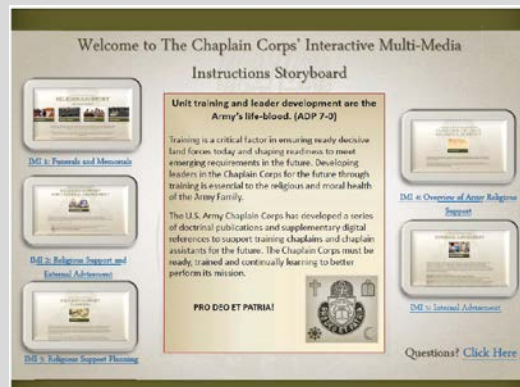 Welcome to The Chaplain Corps' Interactive Multi-Media
Instructions Storyboard
IMI 1: Funerals and Memorials
IMI 2: Religious Support and
External Advisement
IMI 3: Religious Support Planning
Unit training and leader development are the
Army's life-blood. (ADP 7-0)
Training is a critical factor in ensuring ready decisive
land forces today and shaping readiness to meet
emerging requirements in the future. Developing
leaders in the Chaplain Corps for the future through
training is essential to the religious and moral health
of the Army Family.
The U.S. Army Chaplain Corps has developed a series
of doctrinal publications and supplementary digital
references to support training chaplains and chaplain
assistants for the future. The Chaplain Corps must be
ready, trained and continually learning to better
perform its mission.
PRO DEO ET PATRIA!
IMI 4: Overview of Army Religious
Support
IMI 5: Internal Advisement
Questions? Click Here